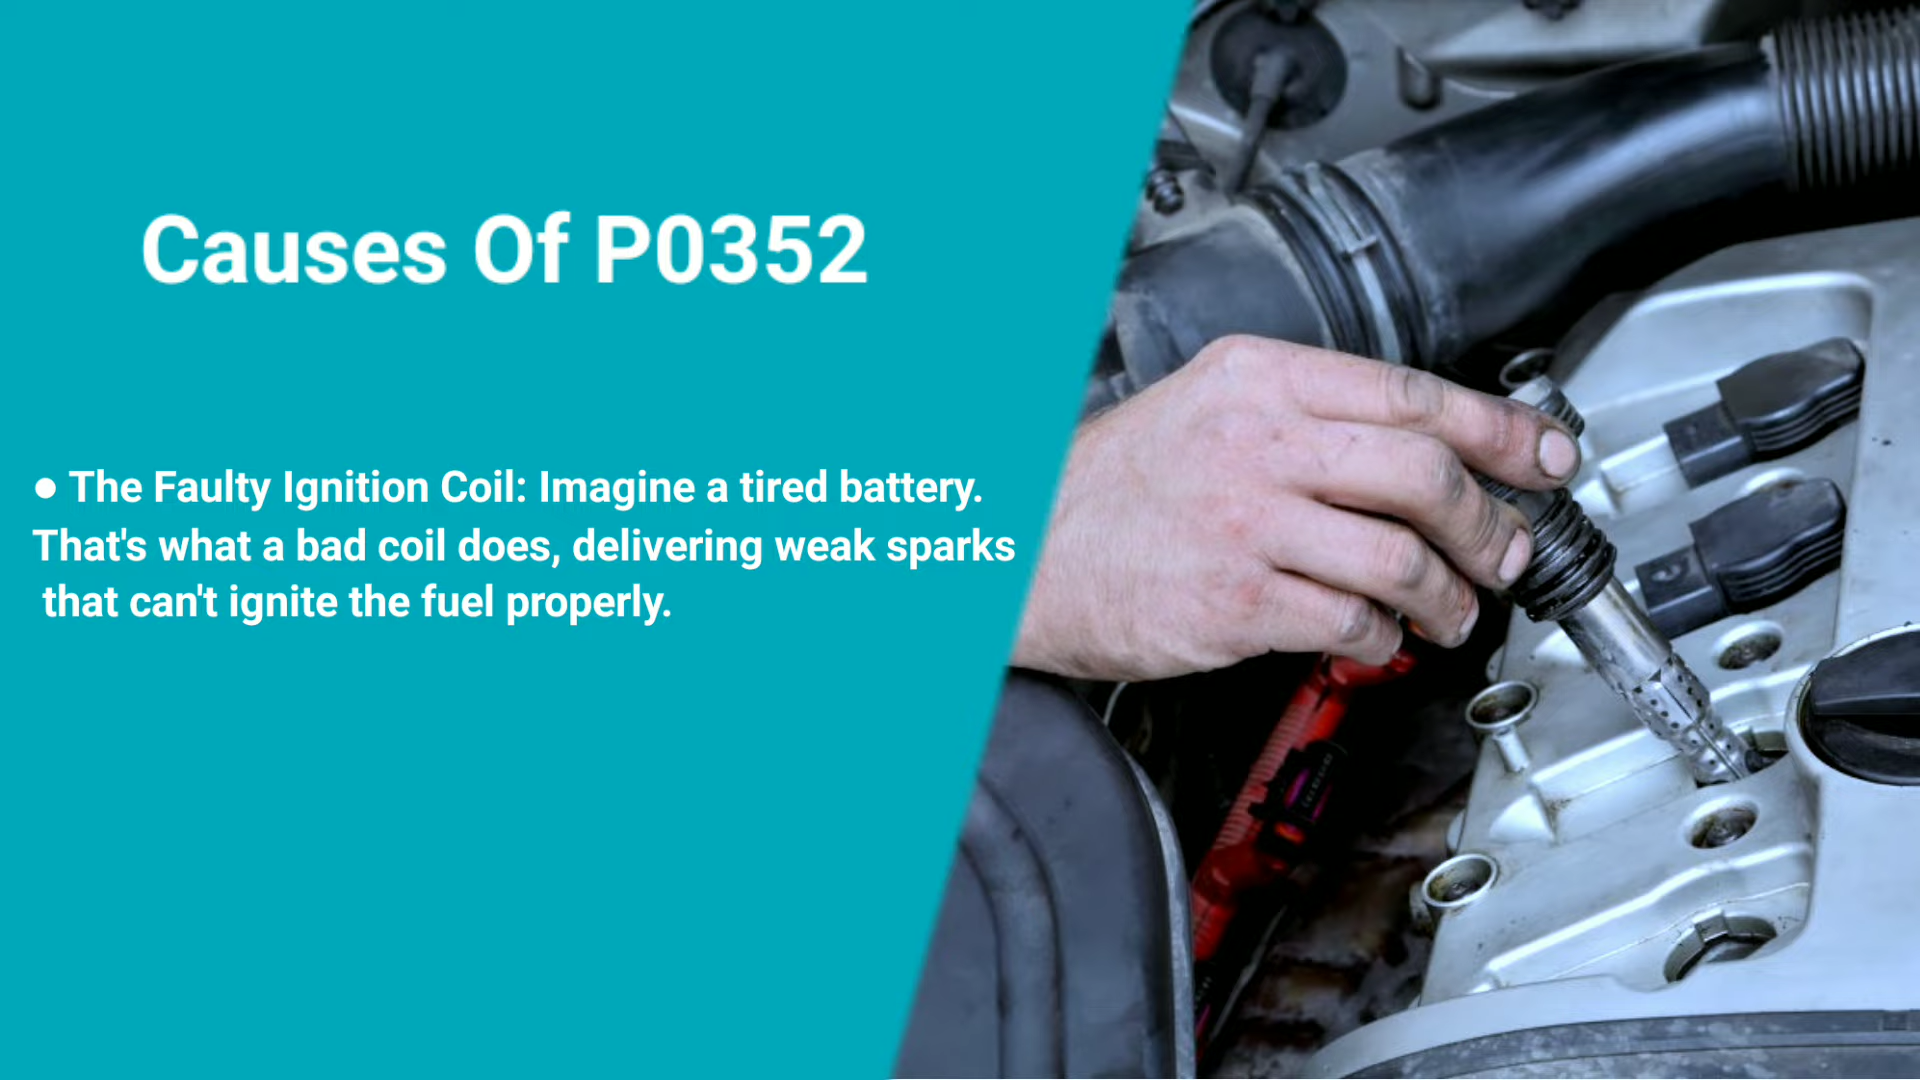 Causes Of P0352
● The Faulty Ignition Coil: Imagine a tired battery.
That's what a bad coil does, delivering weak sparks
that can't ignite the fuel properly.